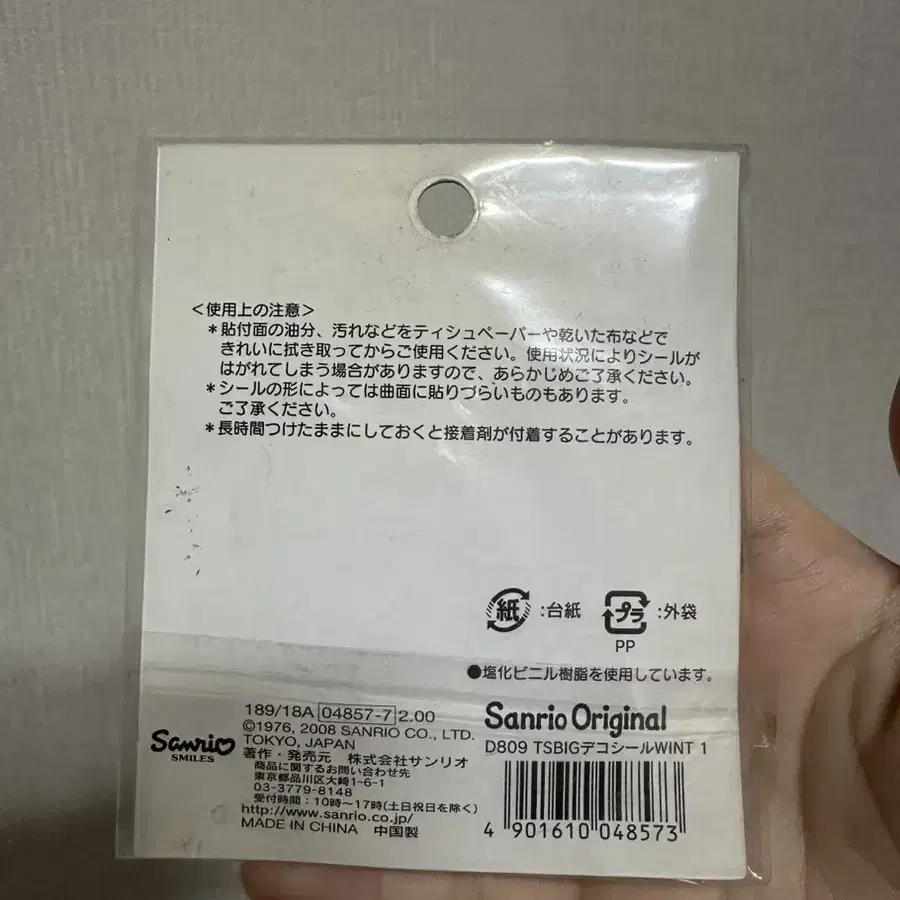 ＜使用上の注意＞
＊貼付面の油分、汚れなどをティシュペーパーや乾いた布などで
きれいに拭き取ってからご使用ください。使用状況によりシールが
はがれてしまう場合がありますので、あらかじめご了承ください。
＊シールの形によっては曲面に貼りづらいものもあります。
ご了承ください。
＊長時間つけたままにしておくと接着剤が付着することがあります。
紙 :台紙 プラ :外袋
PP
●塩化ビニル樹脂を使用しています。
189/18A 04857-7 2.00
©1976, 2008 SANRIO CO., LTD.
TOKYO, JAPAN
著作・発売元 株式会社サンリオ
商品に関するお問い合わせ先
東京都品川区大崎1-6-1
03-3779-8148
受付時間：10時～17時(土日祝日を除く)
http://www.sanrio.co.jp/
MADE IN CHINA 中国製
Sanrio
SMILES
Sanrio Original
D809 TSBIGデコシールWINT 1
4 901610 048573